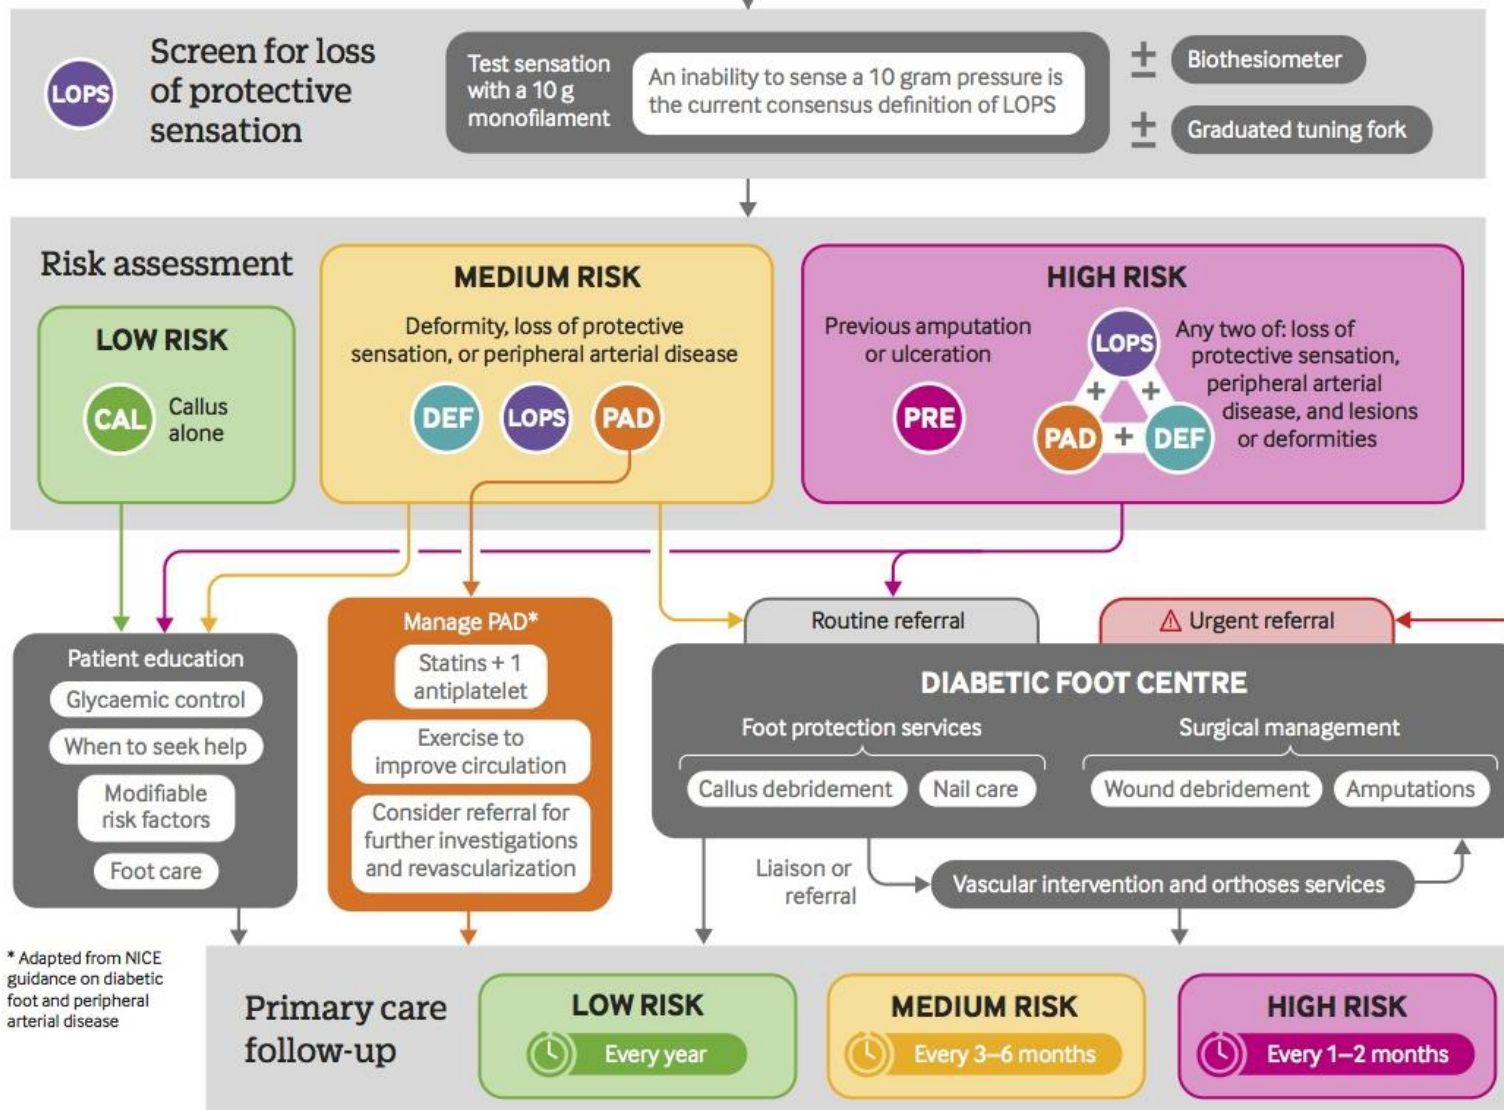 LOPS
Screen for loss
of protective
sensation
Test sensation
with a 10 g
monofilament
An inability to sense a 10 gram pressure is
the current consensus definition of LOPS
± Biothesiometer
± Graduated tuning fork
Risk assessment
LOW RISK
CAL
Callus
alone
MEDIUM RISK
Deformity, loss of protective
sensation, or peripheral arterial disease
DEF LOPS PAD
HIGH RISK
Previous amputation
or ulceration
PRE
LOPS
+ +
PAD + DEF
Any two of: loss of
protective sensation,
peripheral arterial
disease, and lesions
or deformities
Patient education
Glycaemic control
When to seek help
Modifiable
risk factors
Foot care
Manage PAD*
Statins + 1
antiplatelet
Exercise to
improve circulation
Consider referral for
further investigations
and revascularization
Routine referral
Urgent referral
DIABETIC FOOT CENTRE
Foot protection services
Callus debridement Nail care
Surgical management
Wound debridement Amputations
Liaison or
referral
Vascular intervention and orthoses services
* Adapted from NICE
guidance on diabetic
foot and peripheral
arterial disease
Primary care
follow-up
LOW RISK
Every year
MEDIUM RISK
Every 3–6 months
HIGH RISK
Every 1–2 months